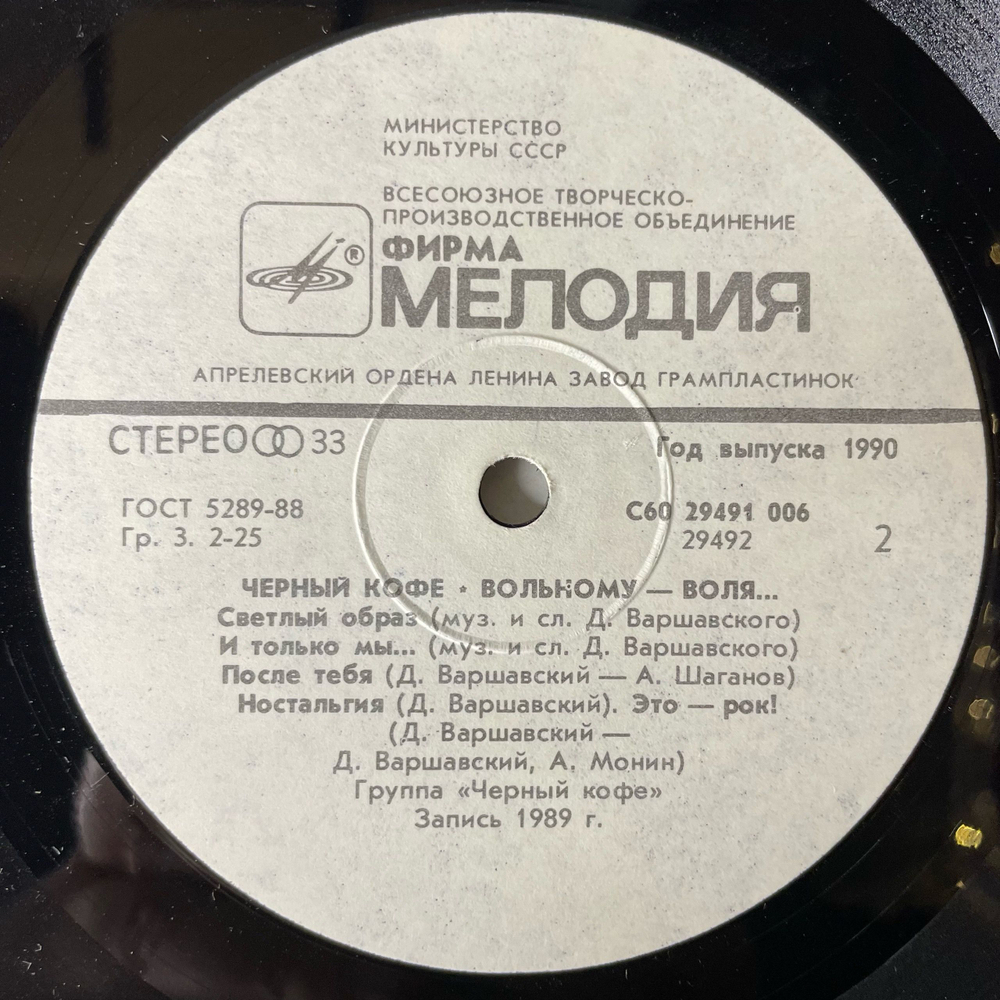 МИНИСТЕРСТВО
КУЛЬТУРЫ СССР
ВСЕСОЮЗНОЕ ТВОРЧЕСКО-
ПРОИЗВОДСТВЕННОЕ ОБЪЕДИНЕНИЕ
ФИРМА
®
МЕЛОДИЯ
АПРЕЛЕВСКИЙ ОРДЕНА ЛЕНИНА ЗАВОД ГРАМПЛАСТИНОК
СТЕРЕО 33 Год выпуска 1990
ГОСТ 5289-88 С60 29491 006
Гр. 3. 2-25 29492 2
ЧЕРНЫЙ КОФЕ • ВОЛЬНОМУ — ВОЛЯ...
Светлый образ (муз. и сл. Д. Варшавского)
И только мы... (муз. и сл. Д. Варшавского)
После тебя (Д. Варшавский — А. Шаганов)
Ностальгия (Д. Варшавский). Это — рок!
(Д. Варшавский —
Д. Варшавский, А. Монин)
Группа «Черный кофе»
Запись 1989 г.